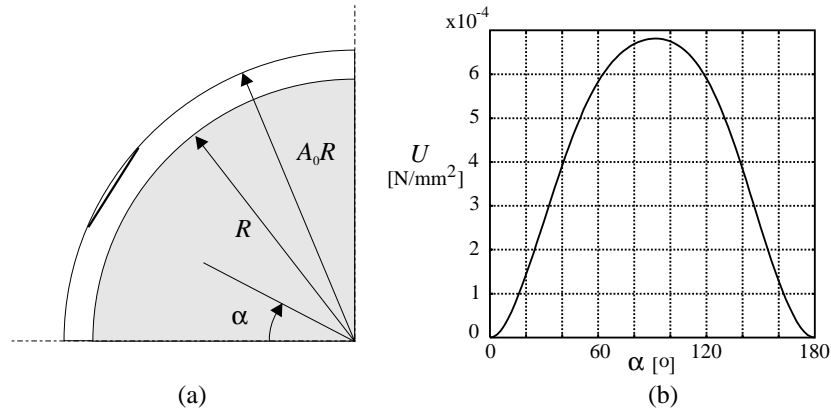 A₀R
R
α
(a)
x10⁻⁴
6
5
U
4
[N/mm²]
3
2
1
0
0
60
120
180
α [o]
(b)